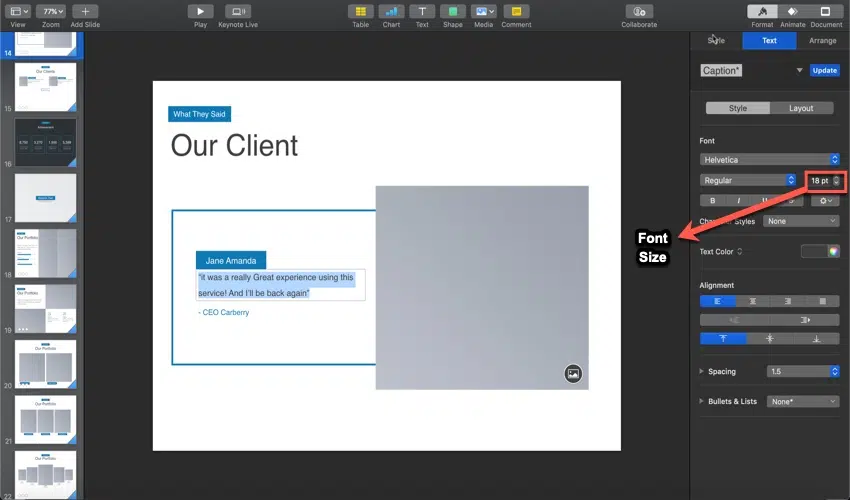 77%
View
Zoom
Add Slide
Play
Keynote Live
Table
Chart
Text
Shape
Media
Comment
Collaborate
Format
Animate
Document
14
15
16
17
18
19
20
21
22
Our Clients
Our Portfolio
Our Portfolio
Our Portfolio
Our Portfolio
Our Portfolio
What They Said
Our Client
Jane Amanda
"it was a really Great experience using this
service! And I'll be back again"
- CEO Carberry
Font
Size
Style
Text
Arrange
Caption*
Update
Style
Layout
Font
Helvetica
Regular
18 pt
B
I
U
S
Styles
None
Text Color
Alignment
Spacing
1.5
Bullets & Lists
None*